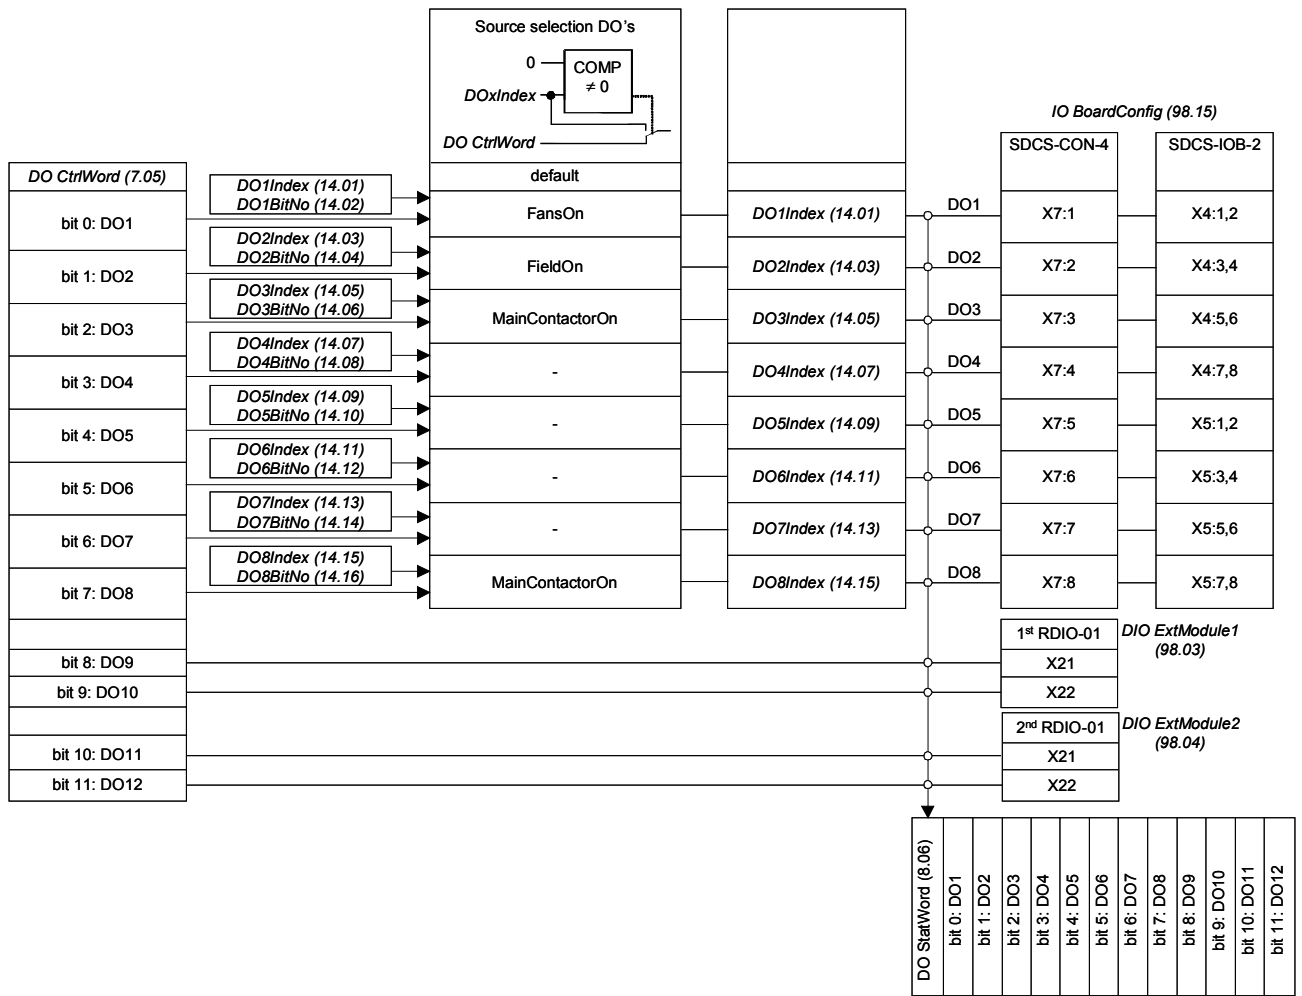 Source selection DO's
0
COMP
≠ 0
DOxIndex
DO CtrlWord
default
FansOn
FieldOn
MainContactorOn
-
-
-
-
MainContactorOn
DO CtrlWord (7.05)
bit 0: DO1
bit 1: DO2
bit 2: DO3
bit 3: DO4
bit 4: DO5
bit 5: DO6
bit 6: DO7
bit 7: DO8
bit 8: DO9
bit 9: DO10
bit 10: DO11
bit 11: DO12
DO1Index (14.01)
DO1BitNo (14.02)
DO2Index (14.03)
DO2BitNo (14.04)
DO3Index (14.05)
DO3BitNo (14.06)
DO4Index (14.07)
DO4BitNo (14.08)
DO5Index (14.09)
DO5BitNo (14.10)
DO6Index (14.11)
DO6BitNo (14.12)
DO7Index (14.13)
DO7BitNo (14.14)
DO8Index (14.15)
DO8BitNo (14.16)
DO1Index (14.01)
DO2Index (14.03)
DO3Index (14.05)
DO4Index (14.07)
DO5Index (14.09)
DO6Index (14.11)
DO7Index (14.13)
DO8Index (14.15)
DO1
DO2
DO3
DO4
DO5
DO6
DO7
DO8
IO BoardConfig (98.15)
SDCS-CON-4
X7:1
X7:2
X7:3
X7:4
X7:5
X7:6
X7:7
X7:8
SDCS-IOB-2
X4:1,2
X4:3,4
X4:5,6
X4:7,8
X5:1,2
X5:3,4
X5:5,6
X5:7,8
1st RDIO-01
X21
X22
DIO ExtModule1
(98.03)
2nd RDIO-01
X21
X22
DIO ExtModule2
(98.04)
DO StatWord (8.06)
bit 0: DO1
bit 1: DO2
bit 2: DO3
bit 3: DO4
bit 4: DO5
bit 5: DO6
bit 6: DO7
bit 7: DO8
bit 8: DO9
bit 9: DO10
bit 10: DO11
bit 11: DO12